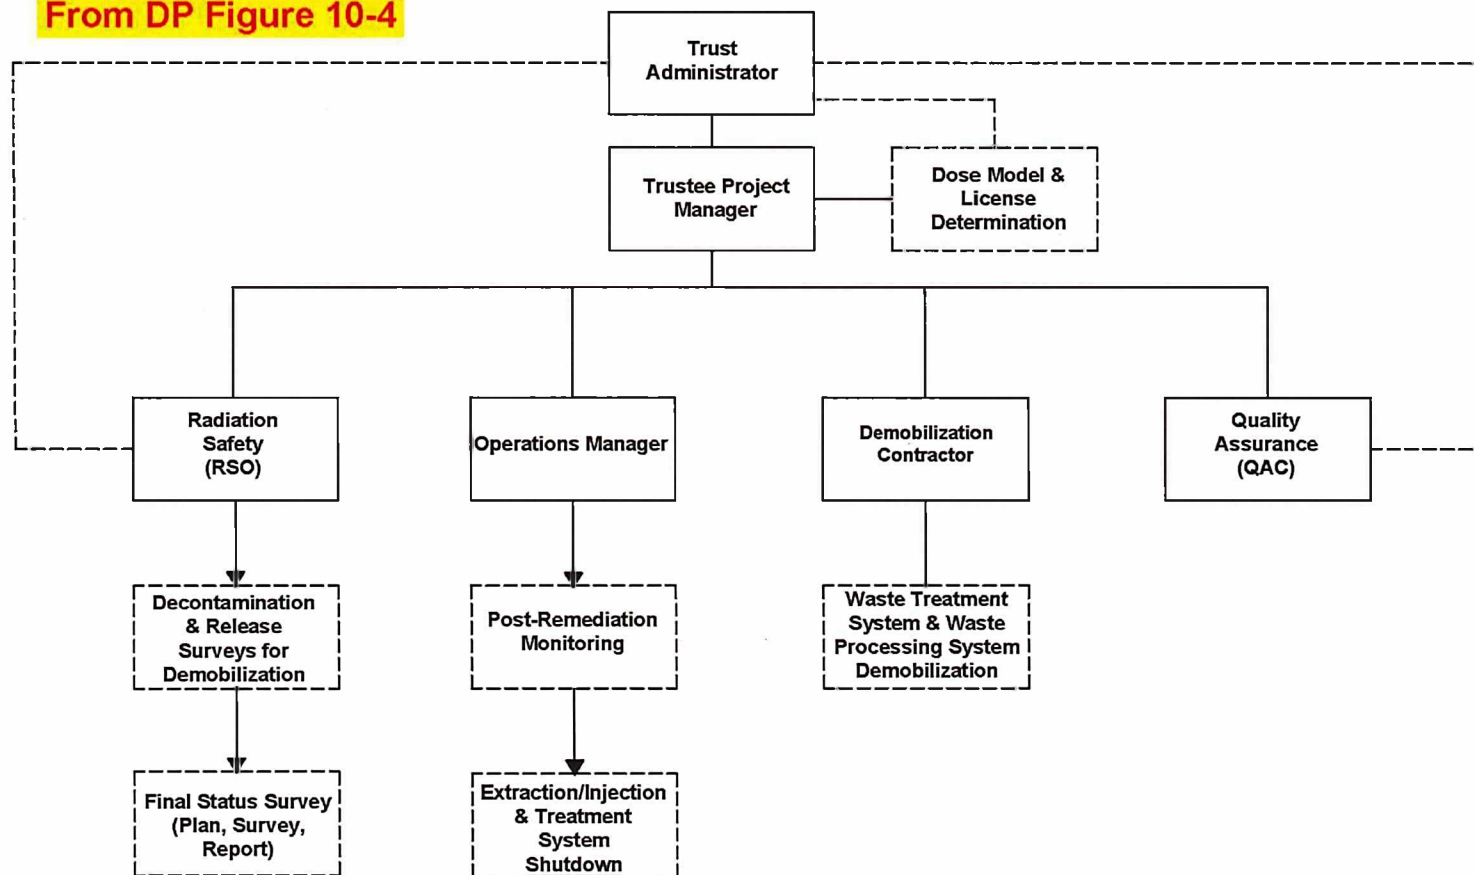 From DP Figure 10-4
Trust
Administrator
Trustee Project
Manager
Dose Model &
License
Determination
Radiation
Safety
(RSO)
Operations Manager
Demobilization
Contractor
Quality
Assurance
(QAC)
Decontamination
& Release
Surveys for
Demobilization
Post-Remediation
Monitoring
Waste Treatment
System & Waste
Processing System
Demobilization
Final Status Survey
(Plan, Survey,
Report)
Extraction/Injection
& Treatment
System
Shutdown